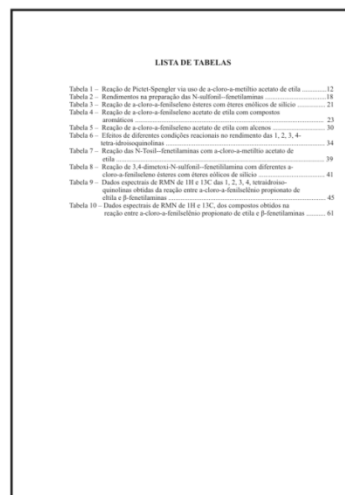 LISTA DE TABELAS
Tabela 1 – Reação de Pictet-Spengler via uso de a-cloro-a-metiltio acetato de etila ..............12
Tabela 2 – Rendimentos na preparação das N-sulfonil--fenetilaminas ................................18
Tabela 3 – Reação de a-cloro-a-fenilseleno ésteres com éteres enólicos de silício .................. 21
Tabela 4 – Reação de a-cloro-a-fenilseleno acetato de etila com compostos
aromáticos ........................................................................................ 23
Tabela 5 – Reação de a-cloro-a-fenilseleno acetato de etila com alcenos ......................... 30
Tabela 6 – Efeitos de diferentes condições reacionais no rendimento das 1, 2, 3, 4-
tetra-idroisoquinolinas ........................................................................ 34
Tabela 7 – Reação das N-Tosil--fenetilaminas com a-cloro-a-metiltio acetato de
etila ................................................................................................ 39
Tabela 8 – Reação de 3,4-dimetoxi-N-sulfonil--fenetililamina com diferentes a-
cloro-a-fenilseleno ésteres com éteres eólicos de silício ................................. 41
Tabela 9 – Dados espectrais de RMN de 1H e 13C das 1, 2, 3, 4, tetraidroiso-
quinolinas obtidas da reação entre a-cloro-a-fenilselênio propionato de
eltila e β-fenetilaminas ....................................................................... 45
Tabela 10 – Dados espectrais de RMN de 1H e 13C, dos compostos obtidos na
reação entre a-cloro-a-fenilselênio propionato de etila e β-fenetilaminas ......... 61